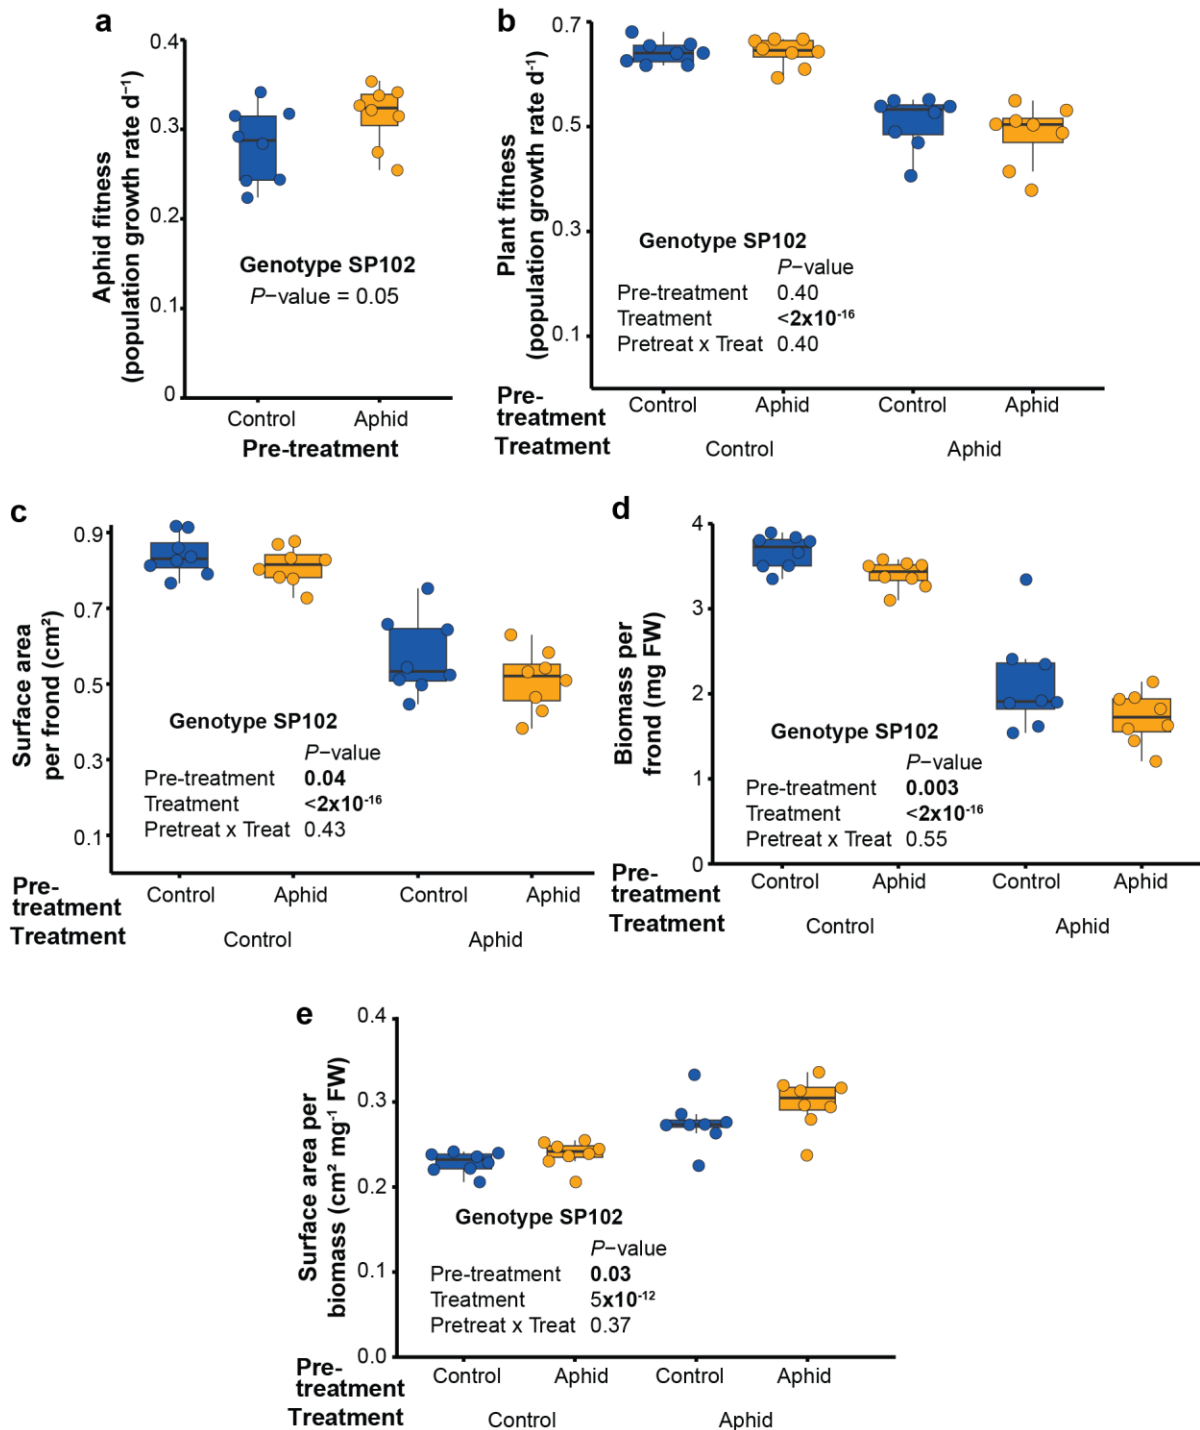 a
Aphid fitness
(population growth rate d⁻¹)
0.4
0.3
0.2
0.1
0
Genotype SP102
P−value = 0.05
Control Aphid
Pre-treatment
b
Plant fitness
(population growth rate d⁻¹)
0.7
0.5
0.3
0.1
Genotype SP102
P−value
Pre-treatment 0.40
Treatment <2x10⁻¹⁶
Pretreat x Treat 0.40
Pre-
treatment
Control Aphid Control Aphid
Treatment
Control Aphid
c
Surface area
per frond (cm²)
0.9
0.7
0.5
0.3
0.1
Genotype SP102
P−value
Pre-treatment 0.04
Treatment <2x10⁻¹⁶
Pretreat x Treat 0.43
Pre-
treatment
Control Aphid Control Aphid
Treatment
Control Aphid
d
Biomass per
frond (mg FW)
4
3
2
1
0
Genotype SP102
P−value
Pre-treatment 0.003
Treatment <2x10⁻¹⁶
Pretreat x Treat 0.55
Pre-
treatment
Control Aphid Control Aphid
Treatment
Control Aphid
e
Surface area per
biomass (cm² mg⁻¹ FW)
0.4
0.3
0.2
0.1
0.0
Genotype SP102
P−value
Pre-treatment 0.03
Treatment 5x10⁻¹²
Pretreat x Treat 0.37
Pre-
treatment
Control Aphid Control Aphid
Treatment
Control Aphid